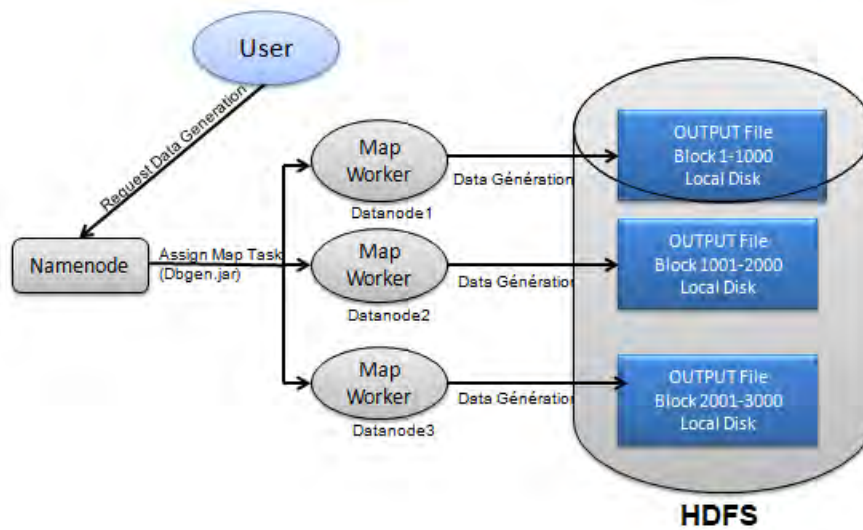 User
Request Data Generation
Namenode
Assign Map Task
(Dbgen.jar)
Map
Worker
Datanode1
Data Génération
OUTPUT File
Block 1-1000
Local Disk
Map
Worker
Datanode2
Data Génération
OUTPUT File
Block 1001-2000
Local Disk
Map
Worker
Datanode3
Data Génération
OUTPUT File
Block 2001-3000
Local Disk
HDFS